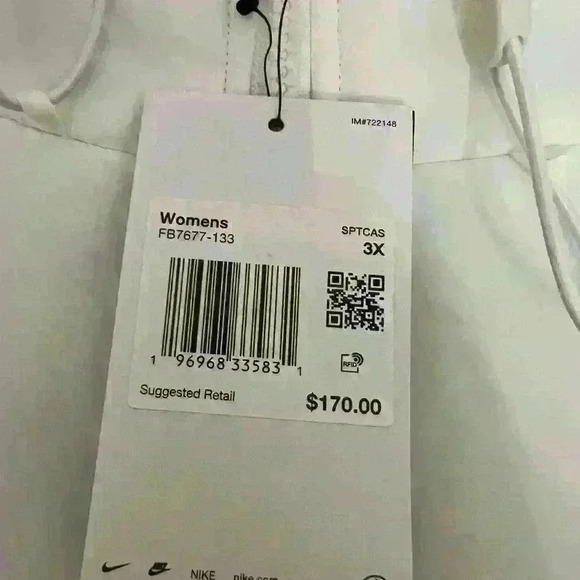 IM#722148
Womens
FB7677-133
SPTCAS
3X
RFID
1 96968 33583 1
Suggested Retail
$170.00
NIKE nike.com